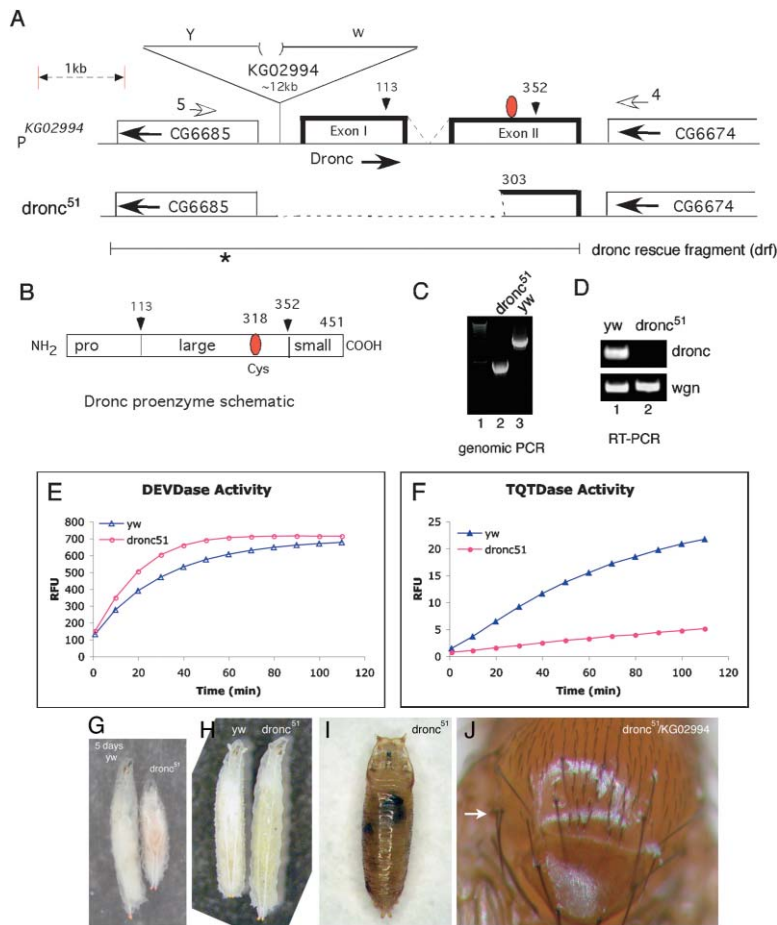 A
Y w
KG02994
~12kb
1kb
5 113 352 4
P KG02994
CG6685 Exon I Exon II CG6674
Dronc
dronc51
CG6685 303 CG6674
* dronc rescue fragment (drf)
B
113 318 352 451
NH2 pro large small COOH
Cys
Dronc proenzyme schematic
C
dronc51 yw
1 2 3
genomic PCR
D
yw dronc51
dronc
wgn
1 2
RT-PCR
E
DEVDase Activity
yw
dronc51
RFU
800
700
600
500
400
300
200
100
0
0 20 40 60 80 100 120
Time (min)
F
TQTDase Activity
yw
dronc51
RFU
25
20
15
10
5
0
0 20 40 60 80 100 120
Time (min)
G
5 days
yw dronc51
H
yw dronc51
I
dronc51
J
dronc51/KG02994